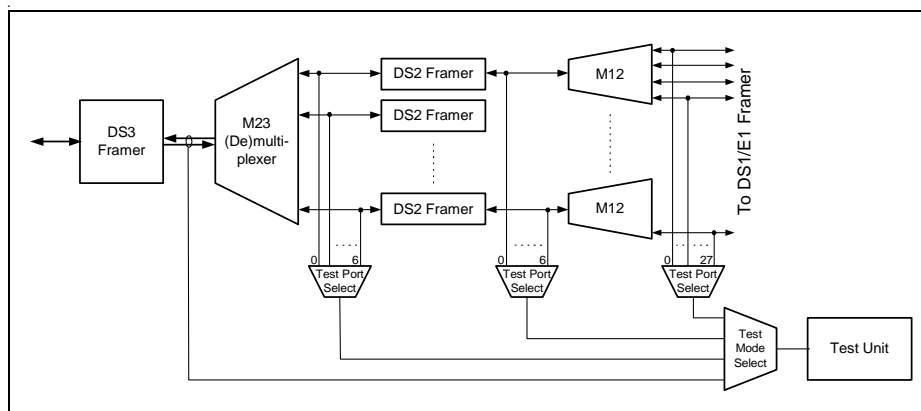 DS3
Framer
M23
(De)multi-
plexer
DS2 Framer
DS2 Framer
DS2 Framer
M12
M12
To DS1/E1 Framer
0 6
Test Port
Select
0 6
Test Port
Select
0 27
Test Port
Select
Test
Mode
Select
Test Unit